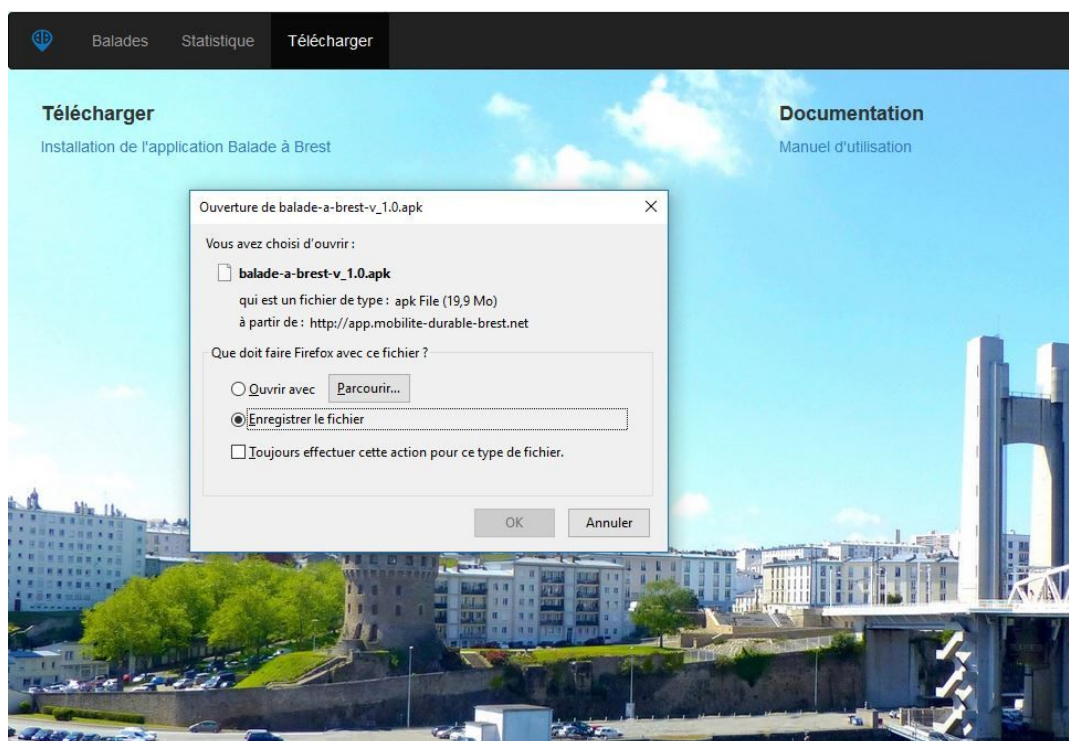 Balades Statistique Télécharger
Télécharger
Installation de l'application Balade à Brest
Documentation
Manuel d'utilisation
Ouverture de balade-a-brest-v_1.0.apk
Vous avez choisi d'ouvrir :
balade-a-brest-v_1.0.apk
qui est un fichier de type : apk File (19,9 Mo)
à partir de : http://app.mobilite-durable-brest.net
Que doit faire Firefox avec ce fichier ?
Ouvrir avec Parcourir...
Enregistrer le fichier
Toujours effectuer cette action pour ce type de fichier.
OK Annuler